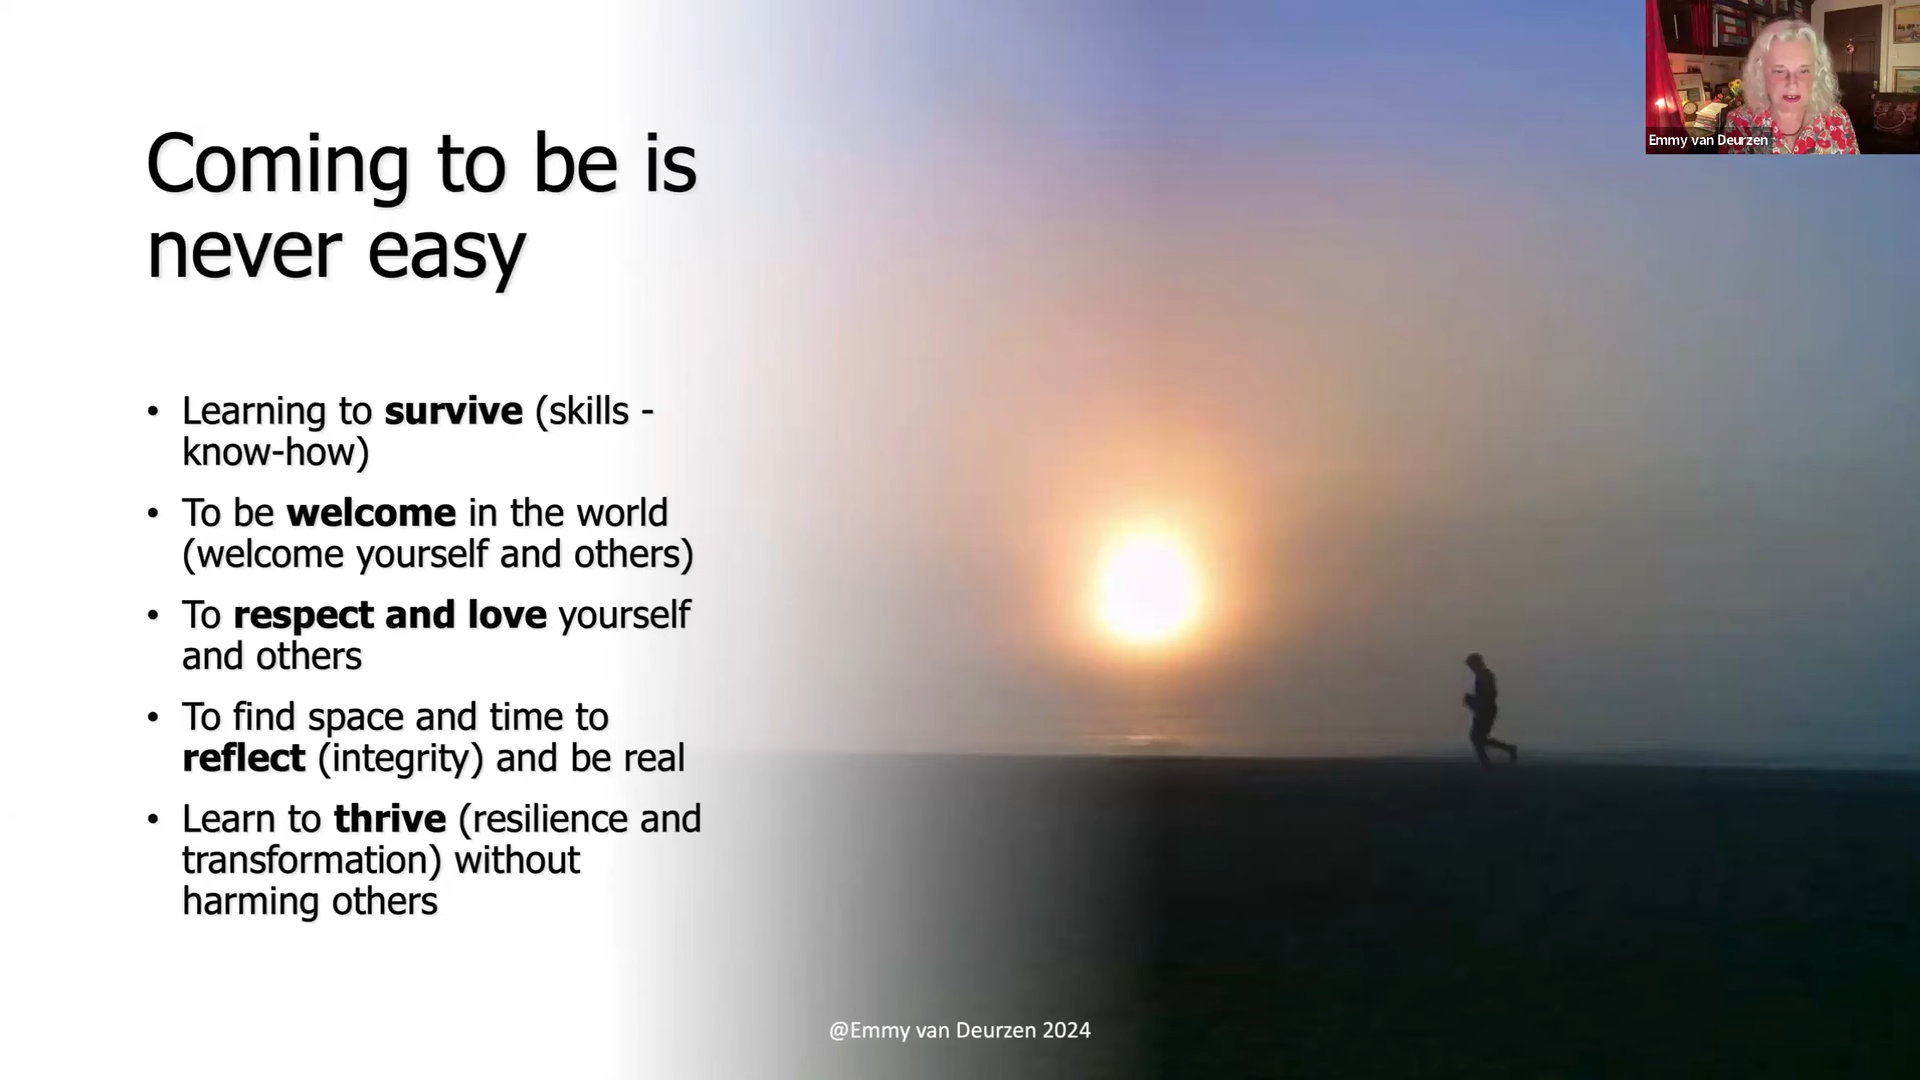 Coming to be is
never easy
• Learning to survive (skills -
know-how)
• To be welcome in the world
(welcome yourself and others)
• To respect and love yourself
and others
• To find space and time to
reflect (integrity) and be real
• Learn to thrive (resilience and
transformation) without
harming others
@Emmy van Deurzen 2024
Emmy van Deurzen